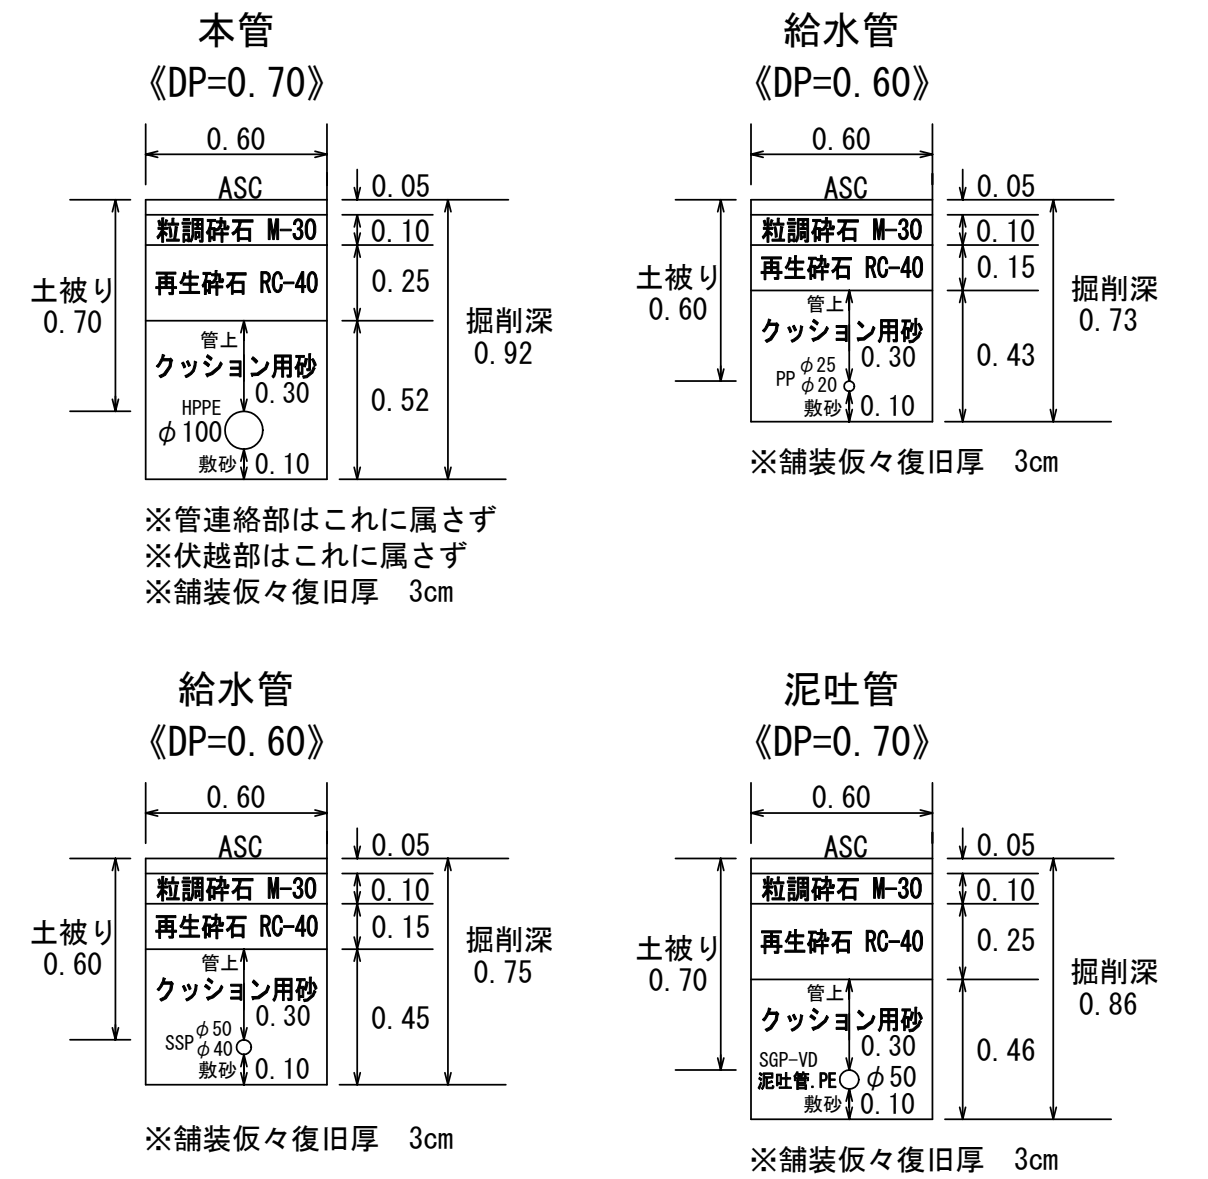 本管
《DP=0.70》
0.60
ASC
0.05
粒調砕石 M-30
0.10
再生砕石 RC-40
0.25
土被り
0.70
掘削深
0.92
管上
クッション用砂
0.30
0.52
HPPE
φ100
敷砂
0.10
※管連絡部はこれに属さず
※伏越部はこれに属さず
※舗装仮々復旧厚　3cm
給水管
《DP=0.60》
0.60
ASC
0.05
粒調砕石 M-30
0.10
再生砕石 RC-40
0.15
土被り
0.60
掘削深
0.73
管上
クッション用砂
0.30
0.43
PP
φ25
φ20
敷砂
0.10
※舗装仮々復旧厚　3cm
給水管
《DP=0.60》
0.60
ASC
0.05
粒調砕石 M-30
0.10
再生砕石 RC-40
0.15
土被り
0.60
掘削深
0.75
管上
クッション用砂
0.30
0.45
SSP
φ50
φ40
敷砂
0.10
※舗装仮々復旧厚　3cm
泥吐管
《DP=0.70》
0.60
ASC
0.05
粒調砕石 M-30
0.10
再生砕石 RC-40
0.25
土被り
0.70
掘削深
0.86
管上
クッション用砂
0.30
0.46
SGP-VD
泥吐管.PE
φ50
敷砂
0.10
※舗装仮々復旧厚　3cm